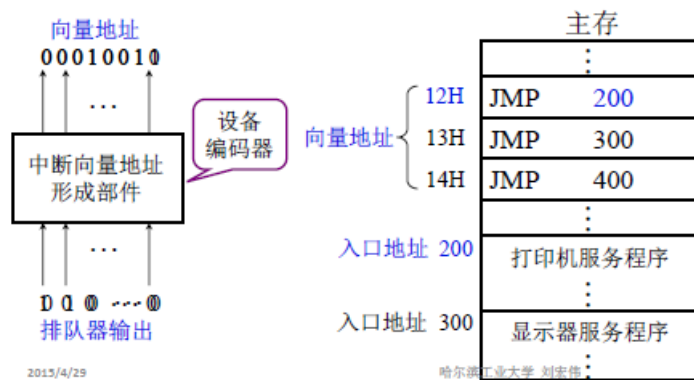 向量地址
00010010
…
设备
编码器
中断向量地址
形成部件
…
排队器输出
2015/4/29
主存
⋮
向量地址
12H JMP 200
13H JMP 300
14H JMP 400
⋮
入口地址 200
打印机服务程序
⋮
入口地址 300
显示器服务程序
⋮
哈尔滨工业大学 刘宏伟